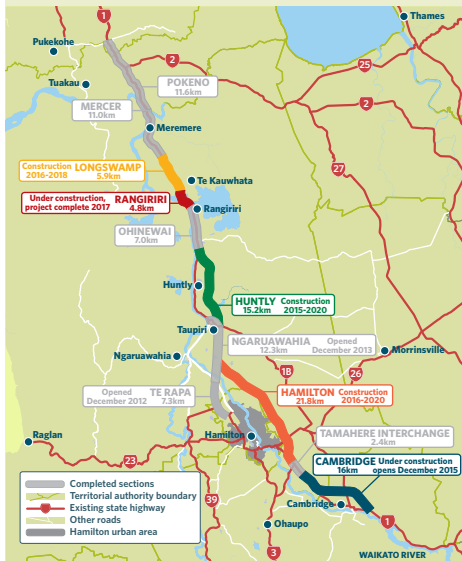 1
Thames
Pukekohe
2
25
POKENO
11.6km
Tuakau
MERCER
11.0km
2
Meremere
Construction LONGSWAMP
2016-2018 5.9km
27
Te Kauwhata
Under construction, RANGIRIRI
project complete 2017 4.8km
Rangiriri
OHINEWAI
7.0km
Huntly
HUNTLY Construction
15.2km 2015-2020
Taupiri
NGARUAWAHIA Opened
12.3km December 2013
Morrinsville
Ngaruawahia
1B
26
Opened TE RAPA
December 2012 7.3km
HAMILTON Construction
21.8km 2016-2020
Raglan
Hamilton
TAMAHERE INTERCHANGE
2.4km
23
CAMBRIDGE Under construction
16km opens December 2015
Completed sections
Territorial authority boundary
Existing state highway
Other roads
Hamilton urban area
39
Cambridge
1
Ohaupo
3
WAIKATO RIVER